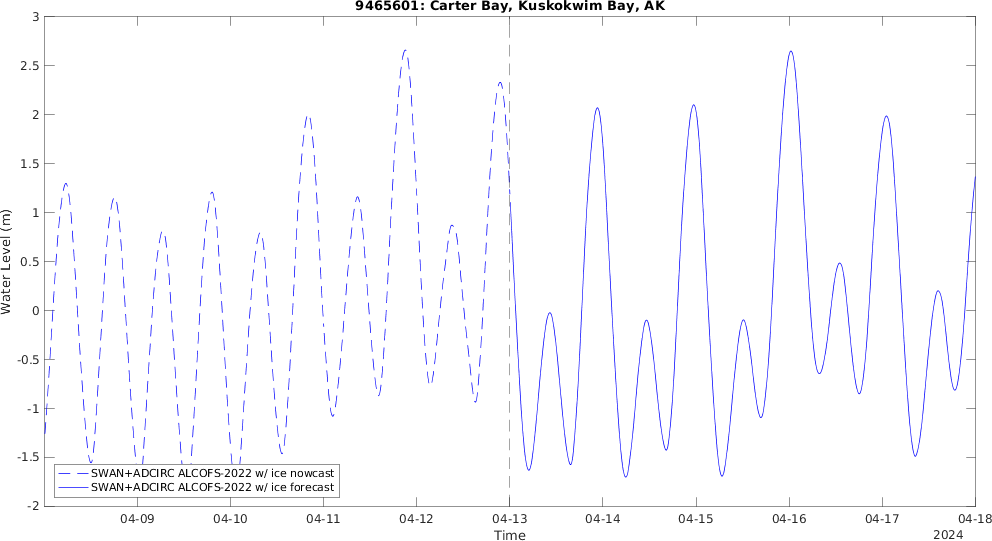 9465601: Carter Bay, Kuskokwim Bay, AK
3
2.5
2
1.5
1
0.5
0
-0.5
-1
-1.5
-2
Water Level (m)
SWAN+ADCIRC ALCOFS-2022 w/ ice nowcast
SWAN+ADCIRC ALCOFS-2022 w/ ice forecast
04-09 04-10 04-11 04-12 04-13 04-14 04-15 04-16 04-17 04-18
Time
2024